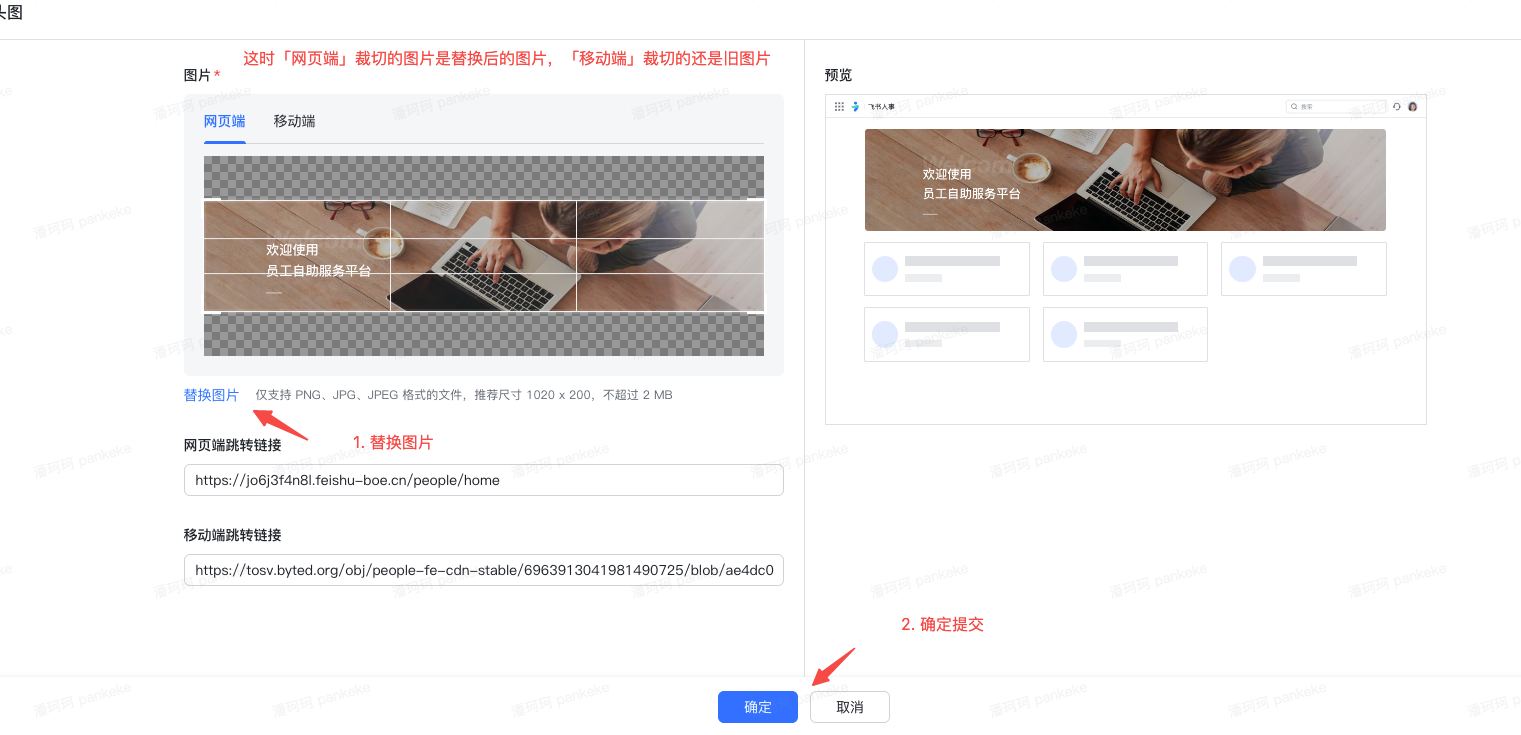 头图
这时「网页端」裁切的图片是替换后的图片，「移动端」裁切的还是旧图片
图片*
网页端 移动端
Welcom
欢迎使用
员工自助服务平台
替换图片 仅支持 PNG、JPG、JPEG 格式的文件，推荐尺寸 1020 x 200，不超过 2 MB
1. 替换图片
网页端跳转链接
https://jo6j3f4n8l.feishu-boe.cn/people/home
移动端跳转链接
https://tosv.byted.org/obj/people-fe-cdn-stable/6963913041981490725/blob/ae4dc0
预览
飞书人事
搜索
Welcom
欢迎使用
员工自助服务平台
2. 确定提交
确定 取消
潘珂珂 pankeke